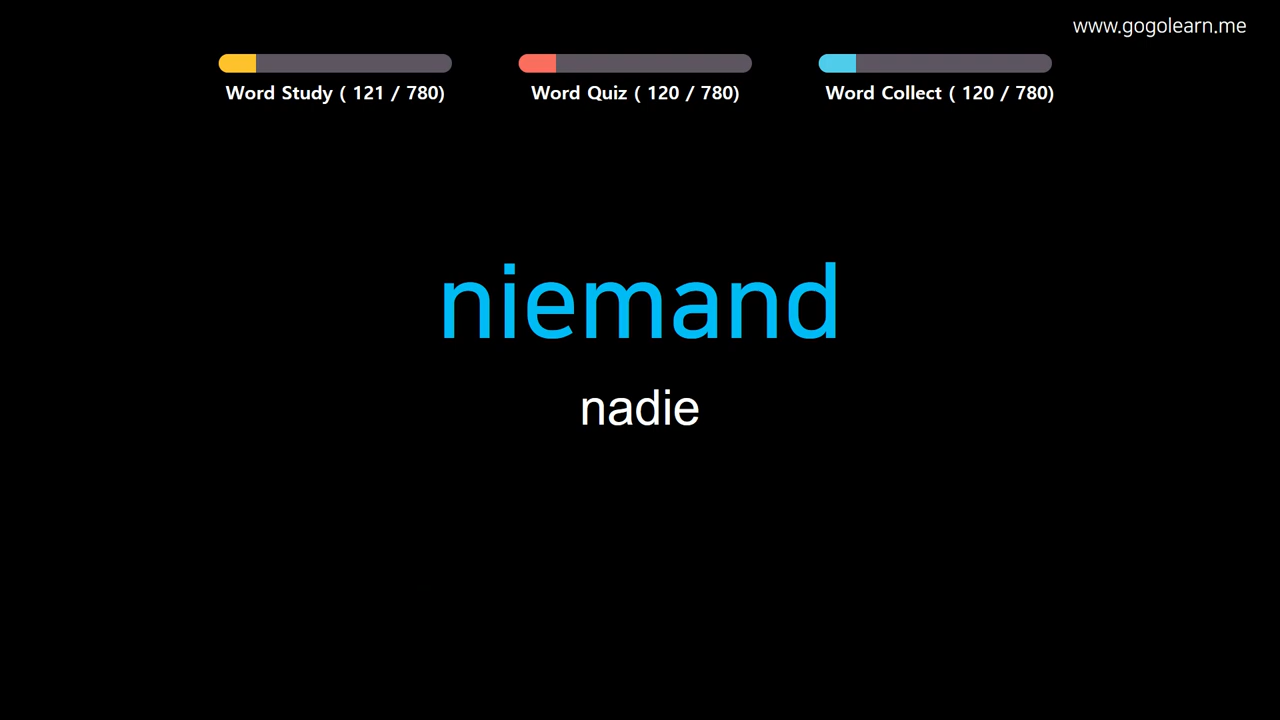 www.gogolearn.me
Word Study ( 121 / 780)
Word Quiz ( 120 / 780)
Word Collect ( 120 / 780)
niemand
nadie